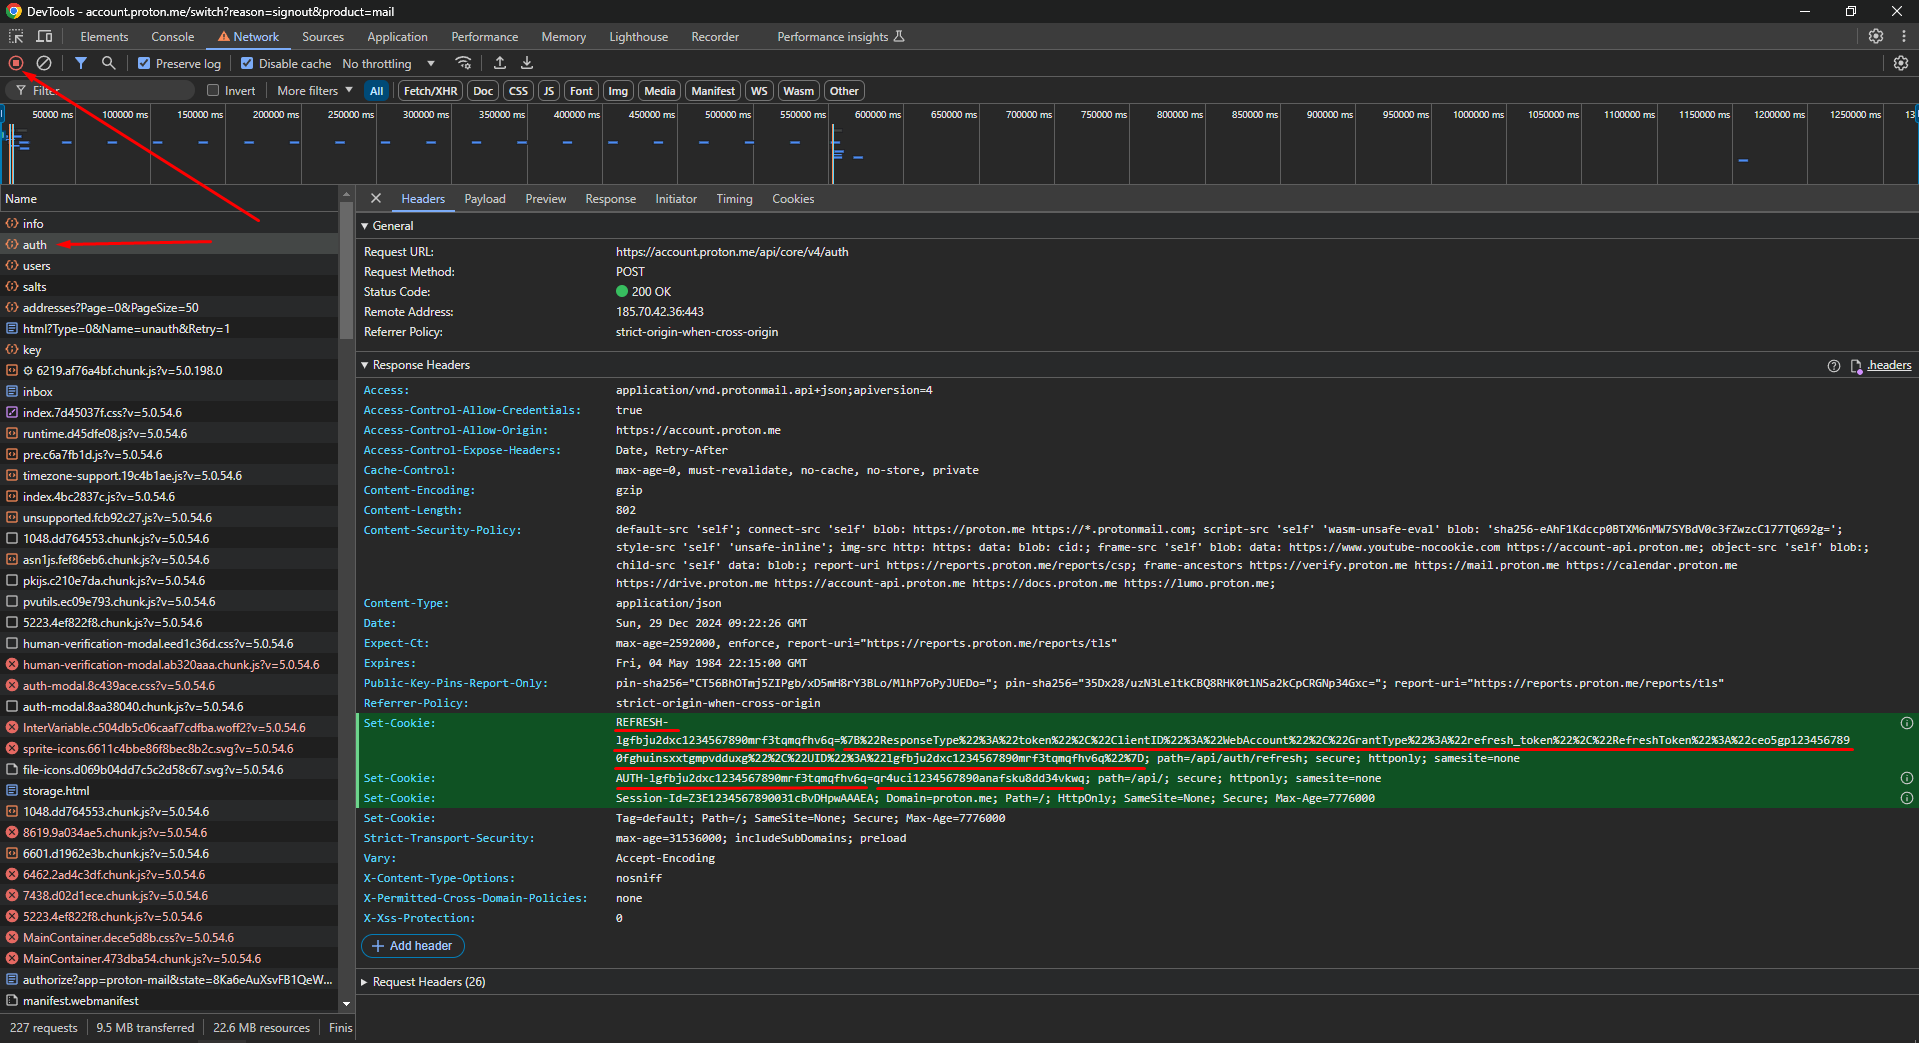 DevTools - account.proton.me/switch?reason=signout&product=mail
Elements Console Network Sources Application Performance Memory Lighthouse Recorder Performance insights
Preserve log Disable cache No throttling
Filter Invert More filters All Fetch/XHR Doc CSS JS Font Img Media Manifest WS Wasm Other
50000 ms 100000 ms 150000 ms 200000 ms 250000 ms 300000 ms 350000 ms 400000 ms 450000 ms 500000 ms 550000 ms 600000 ms 650000 ms 700000 ms 750000 ms 800000 ms 850000 ms 900000 ms 950000 ms 1000000 ms 1050000 ms 1100000 ms 1150000 ms 1200000 ms 1250000 ms 13
Name
info
auth
users
salts
addresses?Page=0&PageSize=50
html?Type=0&Name=unauth&Retry=1
key
6219.af76a4bf.chunk.js?v=5.0.198.0
inbox
index.7d45037f.css?v=5.0.54.6
runtime.d45dfe08.js?v=5.0.54.6
pre.c6a7fb1d.js?v=5.0.54.6
timezone-support.19c4b1ae.js?v=5.0.54.6
index.4bc2837c.js?v=5.0.54.6
unsupported.fcb92c27.js?v=5.0.54.6
1048.dd764553.chunk.js?v=5.0.54.6
asn1js.fef86eb6.chunk.js?v=5.0.54.6
pkijs.c210e7da.chunk.js?v=5.0.54.6
pvutils.ec09e793.chunk.js?v=5.0.54.6
5223.4ef822f8.chunk.js?v=5.0.54.6
human-verification-modal.eed1c36d.css?v=5.0.54.6
human-verification-modal.ab320aaa.chunk.js?v=5.0.54.6
auth-modal.8c439ace.css?v=5.0.54.6
auth-modal.8aa38040.chunk.js?v=5.0.54.6
InterVariable.c504db5c06caaf7cdfba.woff2?v=5.0.54.6
sprite-icons.6611c4bbe86f8bec8b2c.svg?v=5.0.54.6
file-icons.d069b04dd7c5c2d58c67.svg?v=5.0.54.6
storage.html
1048.dd764553.chunk.js?v=5.0.54.6
8619.9a034ae5.chunk.js?v=5.0.54.6
6601.d1962e3b.chunk.js?v=5.0.54.6
6462.2ad4c3df.chunk.js?v=5.0.54.6
7438.d02d1ece.chunk.js?v=5.0.54.6
5223.4ef822f8.chunk.js?v=5.0.54.6
MainContainer.dece5d8b.css?v=5.0.54.6
MainContainer.473dba54.chunk.js?v=5.0.54.6
authorize?app=proton-mail&state=8Ka6eAuXsvFB1QeW...
manifest.webmanifest
227 requests 9.5 MB transferred 22.6 MB resources Finis
Headers Payload Preview Response Initiator Timing Cookies
General
Request URL: https://account.proton.me/api/core/v4/auth
Request Method: POST
Status Code: 200 OK
Remote Address: 185.70.42.36:443
Referrer Policy: strict-origin-when-cross-origin
Response Headers .headers
Access: application/vnd.protonmail.api+json;apiversion=4
Access-Control-Allow-Credentials: true
Access-Control-Allow-Origin: https://account.proton.me
Access-Control-Expose-Headers: Date, Retry-After
Cache-Control: max-age=0, must-revalidate, no-cache, no-store, private
Content-Encoding: gzip
Content-Length: 802
Content-Security-Policy: default-src 'self'; connect-src 'self' blob: https://proton.me https://*.protonmail.com; script-src 'self' 'wasm-unsafe-eval' blob: 'sha256-eAhF1Kdccp0BTXM6nMW7SYBdV0c3fZwzcC177TQ692g=';
style-src 'self' 'unsafe-inline'; img-src http: https: data: blob: cid:; frame-src 'self' blob: data: https://www.youtube-nocookie.com https://account-api.proton.me; object-src 'self' blob:;
child-src 'self' data: blob:; report-uri https://reports.proton.me/reports/csp; frame-ancestors https://verify.proton.me https://mail.proton.me https://calendar.proton.me
https://drive.proton.me https://account-api.proton.me https://docs.proton.me https://lumo.proton.me;
Content-Type: application/json
Date: Sun, 29 Dec 2024 09:22:26 GMT
Expect-Ct: max-age=2592000, enforce, report-uri="https://reports.proton.me/reports/tls"
Expires: Fri, 04 May 1984 22:15:00 GMT
Public-Key-Pins-Report-Only: pin-sha256="CT56BhOTmj5ZIPgb/xD5mH8rY3BLo/MlhP7oPyJUEDo="; pin-sha256="35Dx28/uzN3LeltkCBQ8RHK0tlNSa2kCpCRGNp34Gxc="; report-uri="https://reports.proton.me/reports/tls"
Referrer-Policy: strict-origin-when-cross-origin
Set-Cookie: REFRESH-
lgfbju2dxc1234567890mrf3tqmqfhv6q=%7B%22ResponseType%22%3A%22token%22%2C%22ClientID%22%3A%22WebAccount%22%2C%22GrantType%22%3A%22refresh_token%22%2C%22RefreshToken%22%3A%22ceo5gp123456789
0fghuinsxxtgmpvdduxg%22%2C%22UID%22%3A%22lgfbju2dxc1234567890mrf3tqmqfhv6q%22%7D; path=/api/auth/refresh; secure; httponly; samesite=none
Set-Cookie: AUTH-lgfbju2dxc1234567890mrf3tqmqfhv6q=qr4uci1234567890anafsku8dd34vkwq; path=/api/; secure; httponly; samesite=none
Set-Cookie: Session-Id=Z3E1234567890031cBvDHpwAAAEA; Domain=proton.me; Path=/; HttpOnly; SameSite=None; Secure; Max-Age=7776000
Set-Cookie: Tag=default; Path=/; SameSite=None; Secure; Max-Age=7776000
Strict-Transport-Security: max-age=31536000; includeSubDomains; preload
Vary: Accept-Encoding
X-Content-Type-Options: nosniff
X-Permitted-Cross-Domain-Policies: none
X-Xss-Protection: 0
Add header
Request Headers (26)